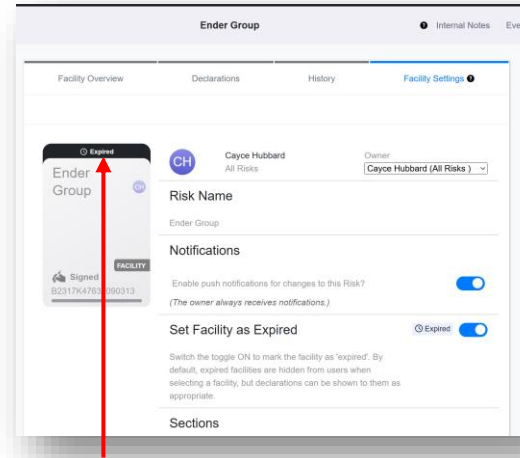 Ender Group
Internal Notes
Eve
Facility Overview
Declarations
History
Facility Settings
Expired
Ender
Group
CH
Signed
FACILITY
CH
Cayce Hubbard
All Risks
Owner
Cayce Hubbard (All Risks )
Risk Name
Ender Group
Notifications
Enable push notifications for changes to this Risk?
(The owner always receives notifications.)
Set Facility as Expired
Expired
Switch the toggle ON to mark the facility as 'expired'. By
default, expired facilities are hidden from users when
selecting a facility, but declarations can be shown to them as
appropriate.
Sections